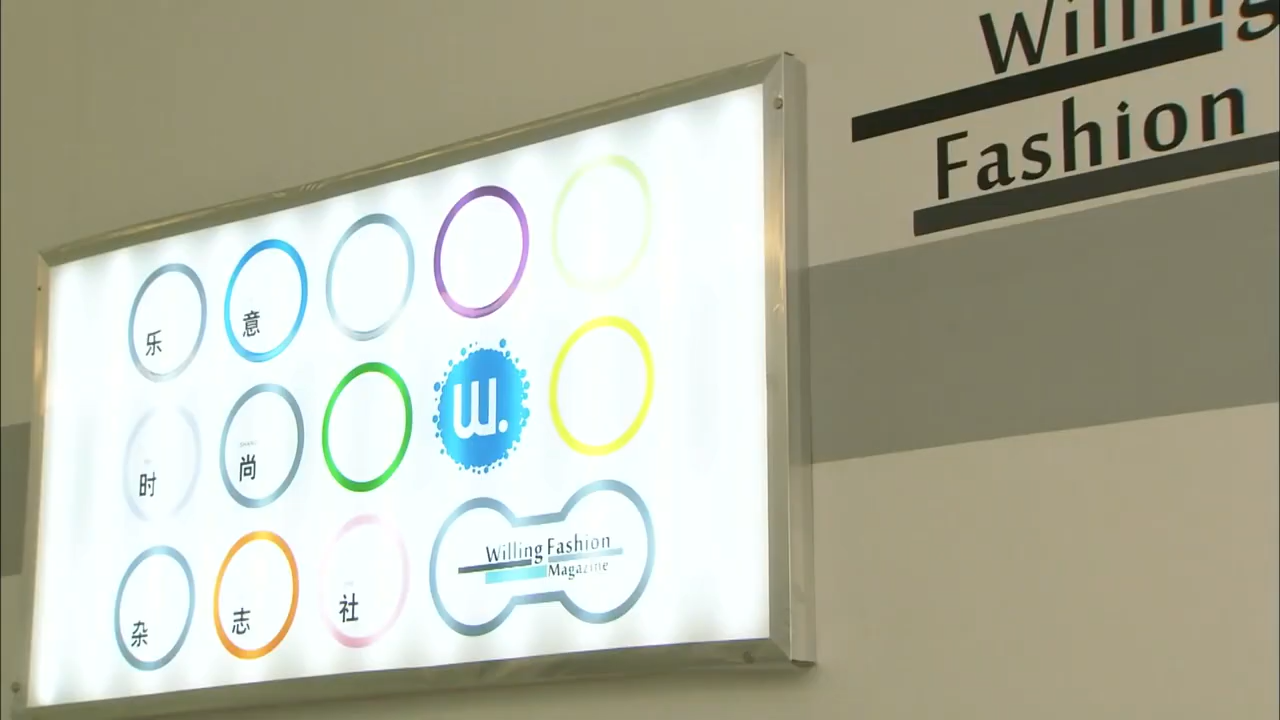 Willing
Fashion
乐 意
时 尚
W.
杂 志 社
Willing Fashion
Magazine